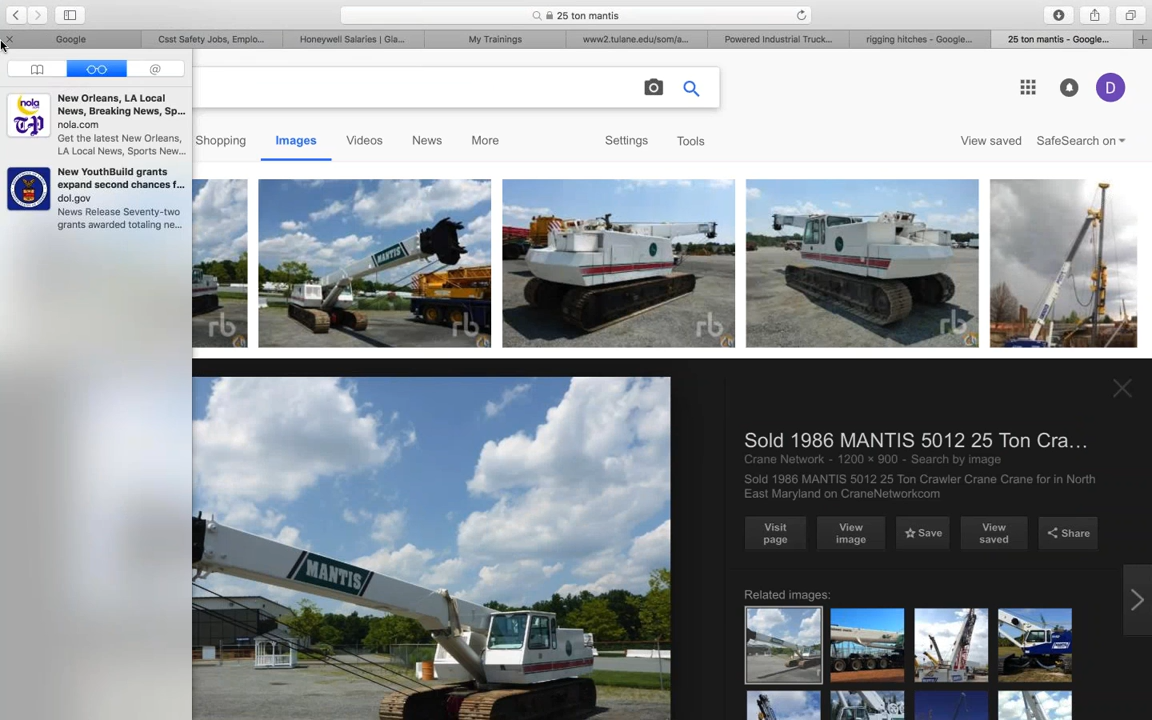 25 ton mantis
Google
Csst Safety Jobs, Emplo...
Honeywell Salaries | Gla...
My Trainings
www2.tulane.edu/som/a...
Powered Industrial Truck...
rigging hitches - Google...
25 ton mantis - Google...
@
nola
TP
New Orleans, LA Local
News, Breaking News, Sp...
nola.com
Get the latest New Orleans,
LA Local News, Sports New...
New YouthBuild grants
expand second chances f...
dol.gov
News Release Seventy-two
grants awarded totaling ne...
D
Shopping
Images
Videos
News
More
Settings
Tools
View saved
SafeSearch on
rb
MANTIS
rb
rb
rb
MANTIS
Sold 1986 MANTIS 5012 25 Ton Cra...
Crane Network - 1200 × 900 - Search by image
Sold 1986 MANTIS 5012 25 Ton Crawler Crane Crane for in North
East Maryland on CraneNetworkcom
Visit
page
View
image
Save
View
saved
Share
Related images: